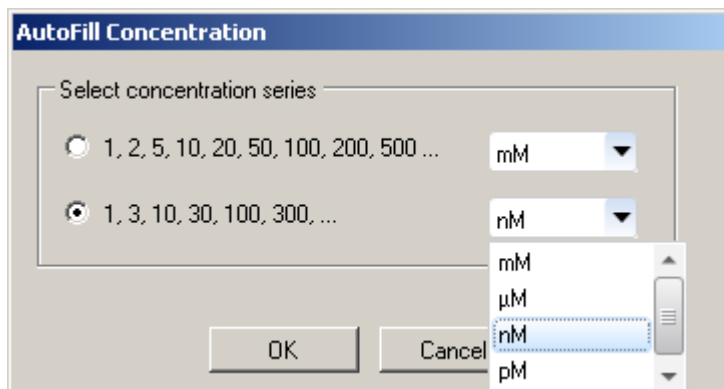 AutoFill Concentration
Select concentration series
1, 2, 5, 10, 20, 50, 100, 200, 500 ... mM
1, 3, 10, 30, 100, 300, ... nM
mM
µM
nM
pM
OK Cancel